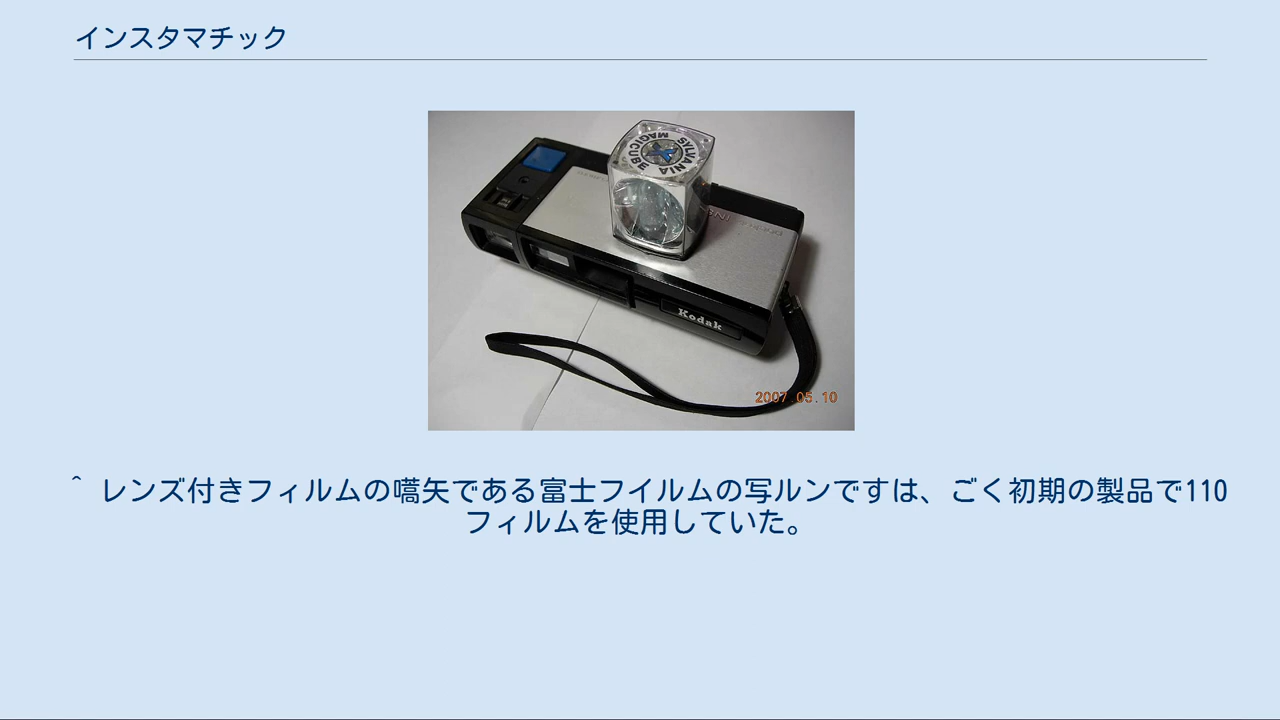 インスタマチック
MAGICUBE SYLVANIA
Kodak
2007.05.10
^ レンズ付きフィルムの嚆矢である富士フイルムの写ルンですは、ごく初期の製品で110
フィルムを使用していた。